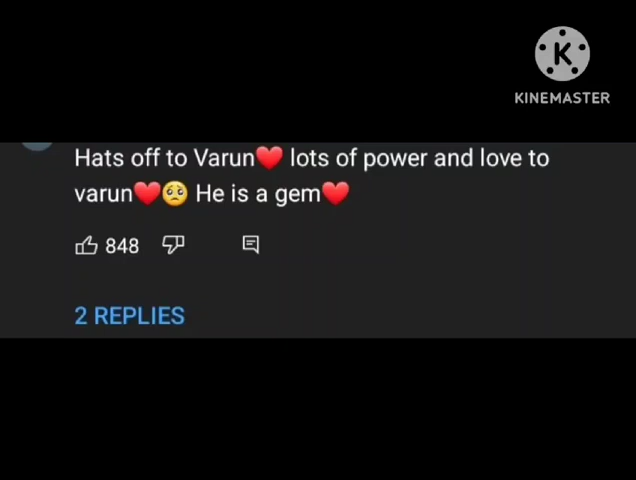 K
KINEMASTER
Hats off to Varun❤️ lots of power and love to
varun❤️🥺 He is a gem❤️
848
2 REPLIES